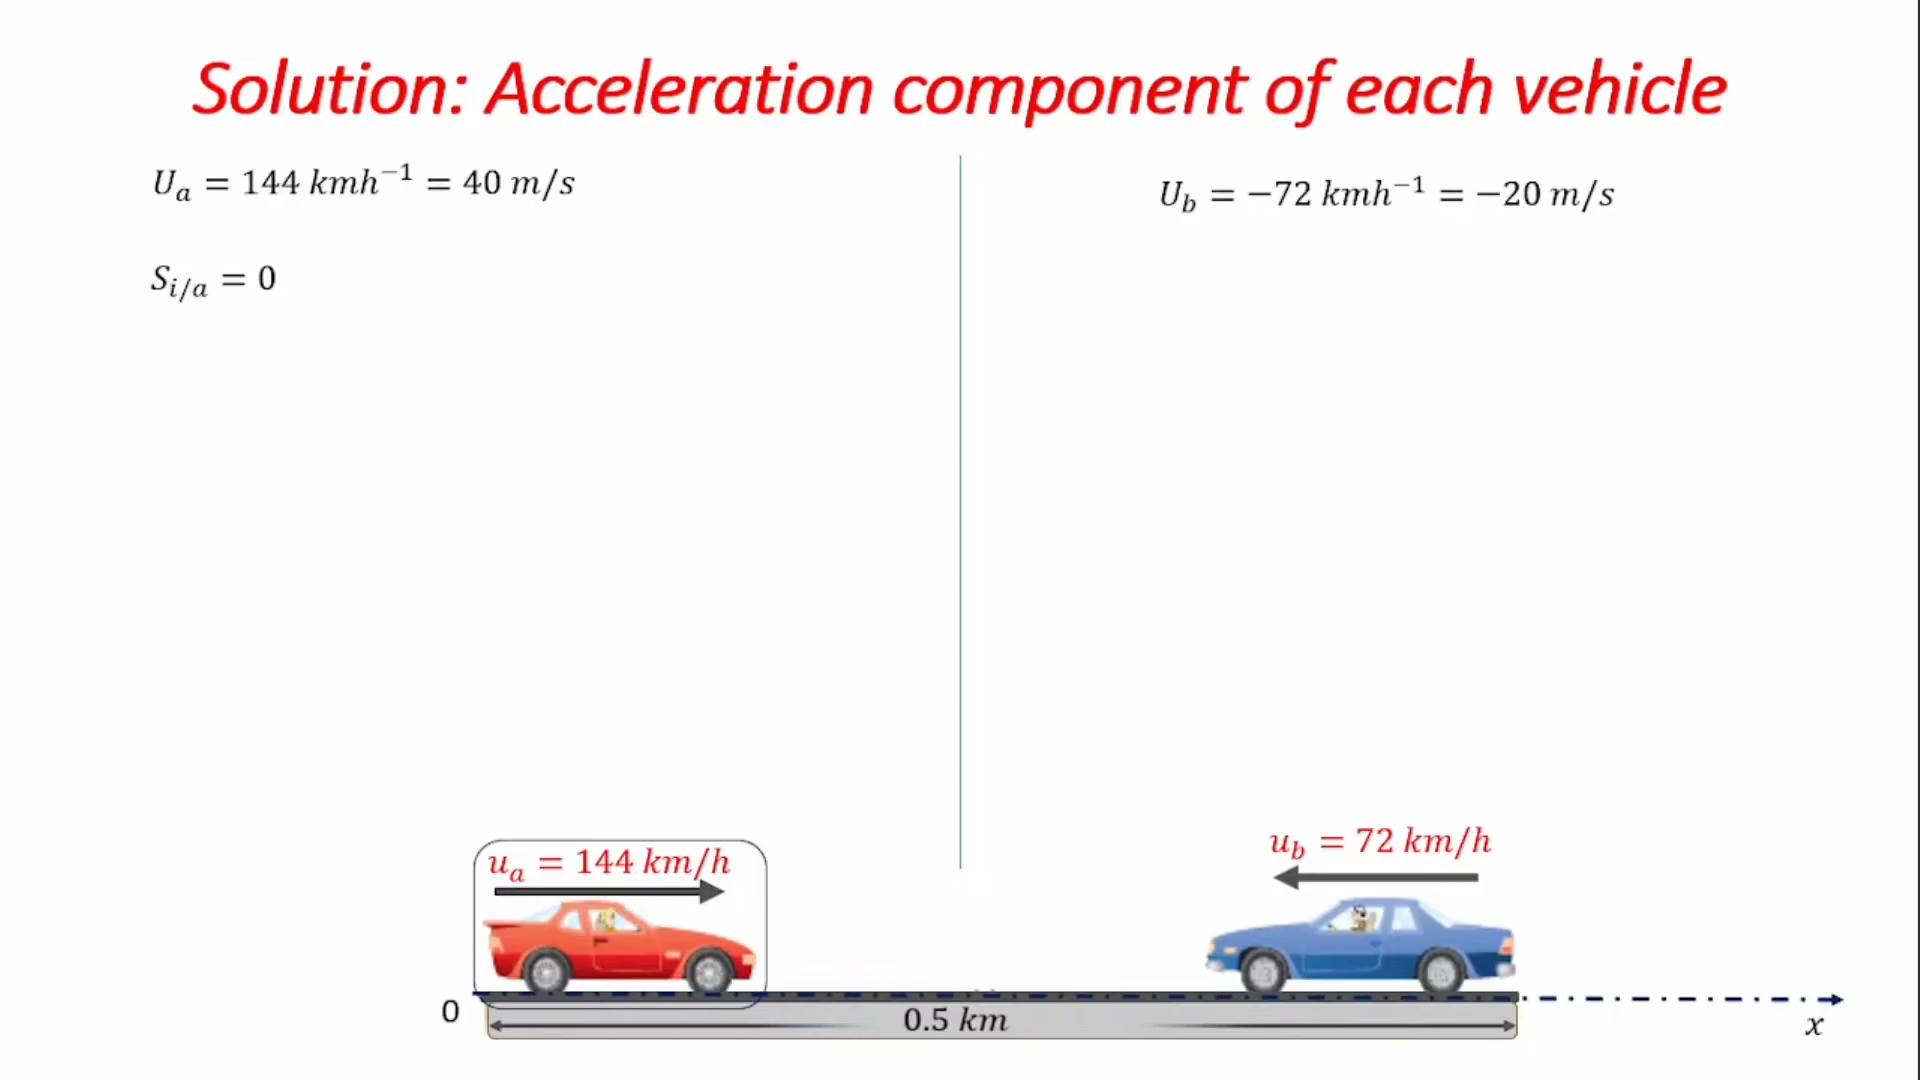 Solution: Acceleration component of each vehicle
U_a = 144 kmh^{-1} = 40 m/s
S_{i/a} = 0
U_b = −72 kmh^{-1} = −20 m/s
u_a = 144 km/h
u_b = 72 km/h
0
0.5 km
x